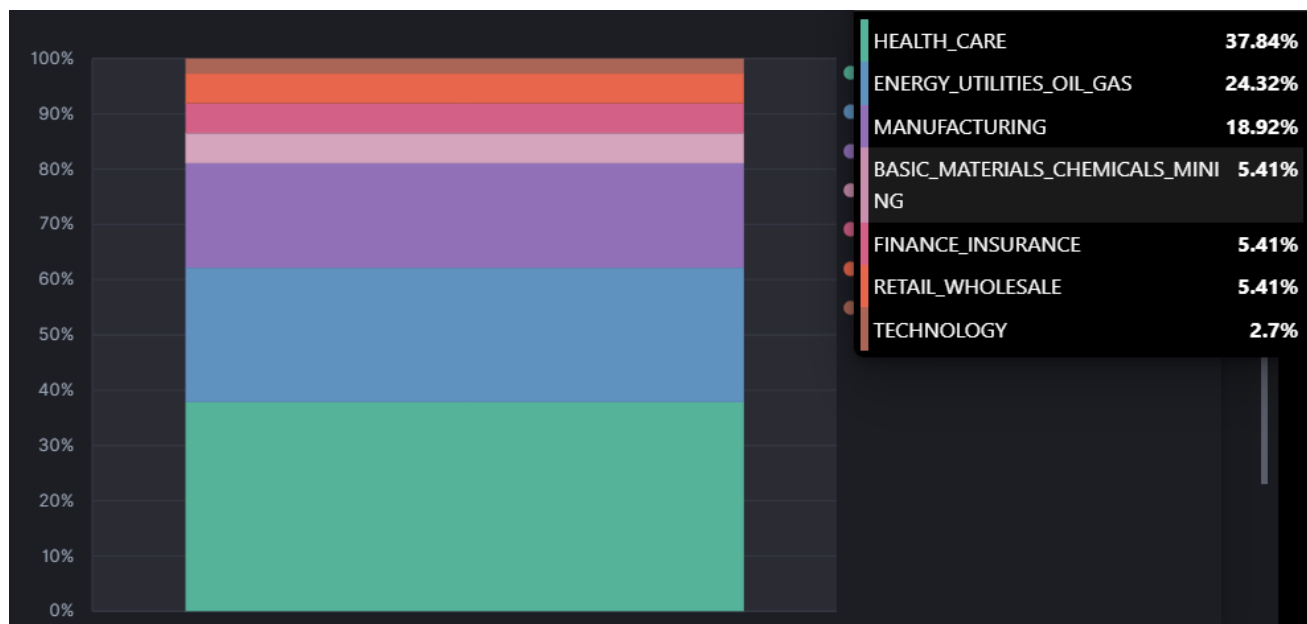 100%
90%
80%
70%
60%
50%
40%
30%
20%
10%
0%
HEALTH_CARE 37.84%
ENERGY_UTILITIES_OIL_GAS 24.32%
MANUFACTURING 18.92%
BASIC_MATERIALS_CHEMICALS_MINI 5.41%
NG
FINANCE_INSURANCE 5.41%
RETAIL_WHOLESALE 5.41%
TECHNOLOGY 2.7%